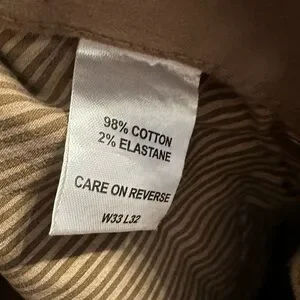 98% COTTON
2% ELASTANE
CARE ON REVERSE
W33 L32